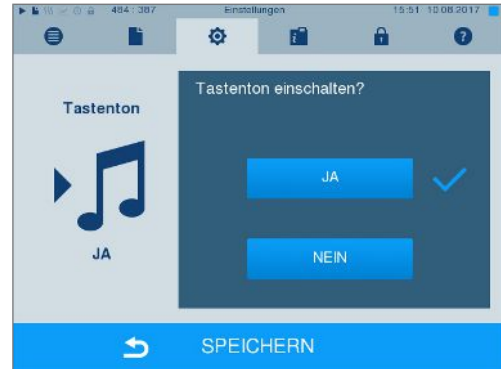 484 : 387 Einstellungen 15:51 10.08.2017
Tastenton
JA
Tastenton einschalten?
JA
NEIN
SPEICHERN